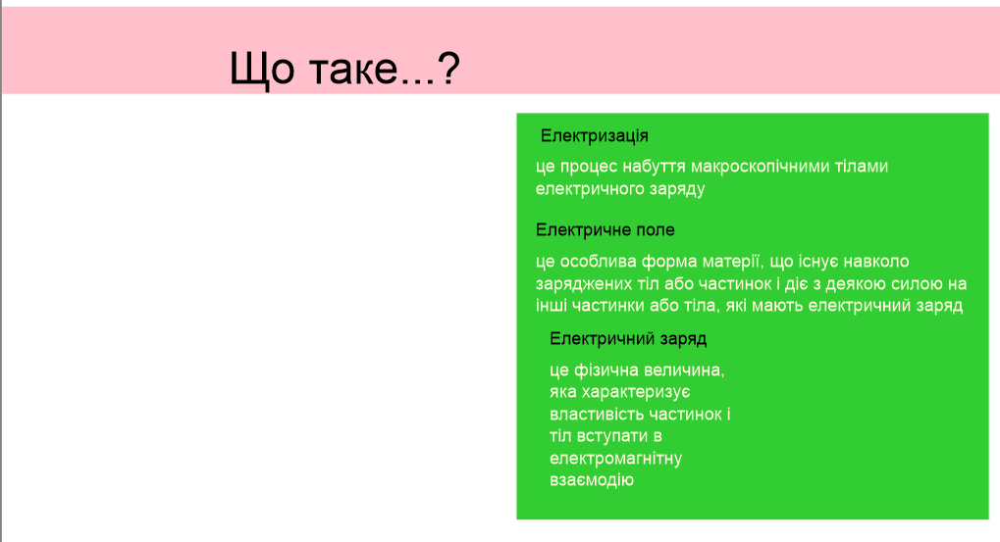 Що таке...?
Електризація
це процес набуття макроскопічними тілами
електричного заряду
Електричне поле
це особлива форма матерії, що існує навколо
заряджених тіл або частинок і діє з деякою силою на
інші частинки або тіла, які мають електричний заряд
Електричний заряд
це фізична величина,
яка характеризує
властивість частинок і
тіл вступати в
електромагнітну
взаємодію